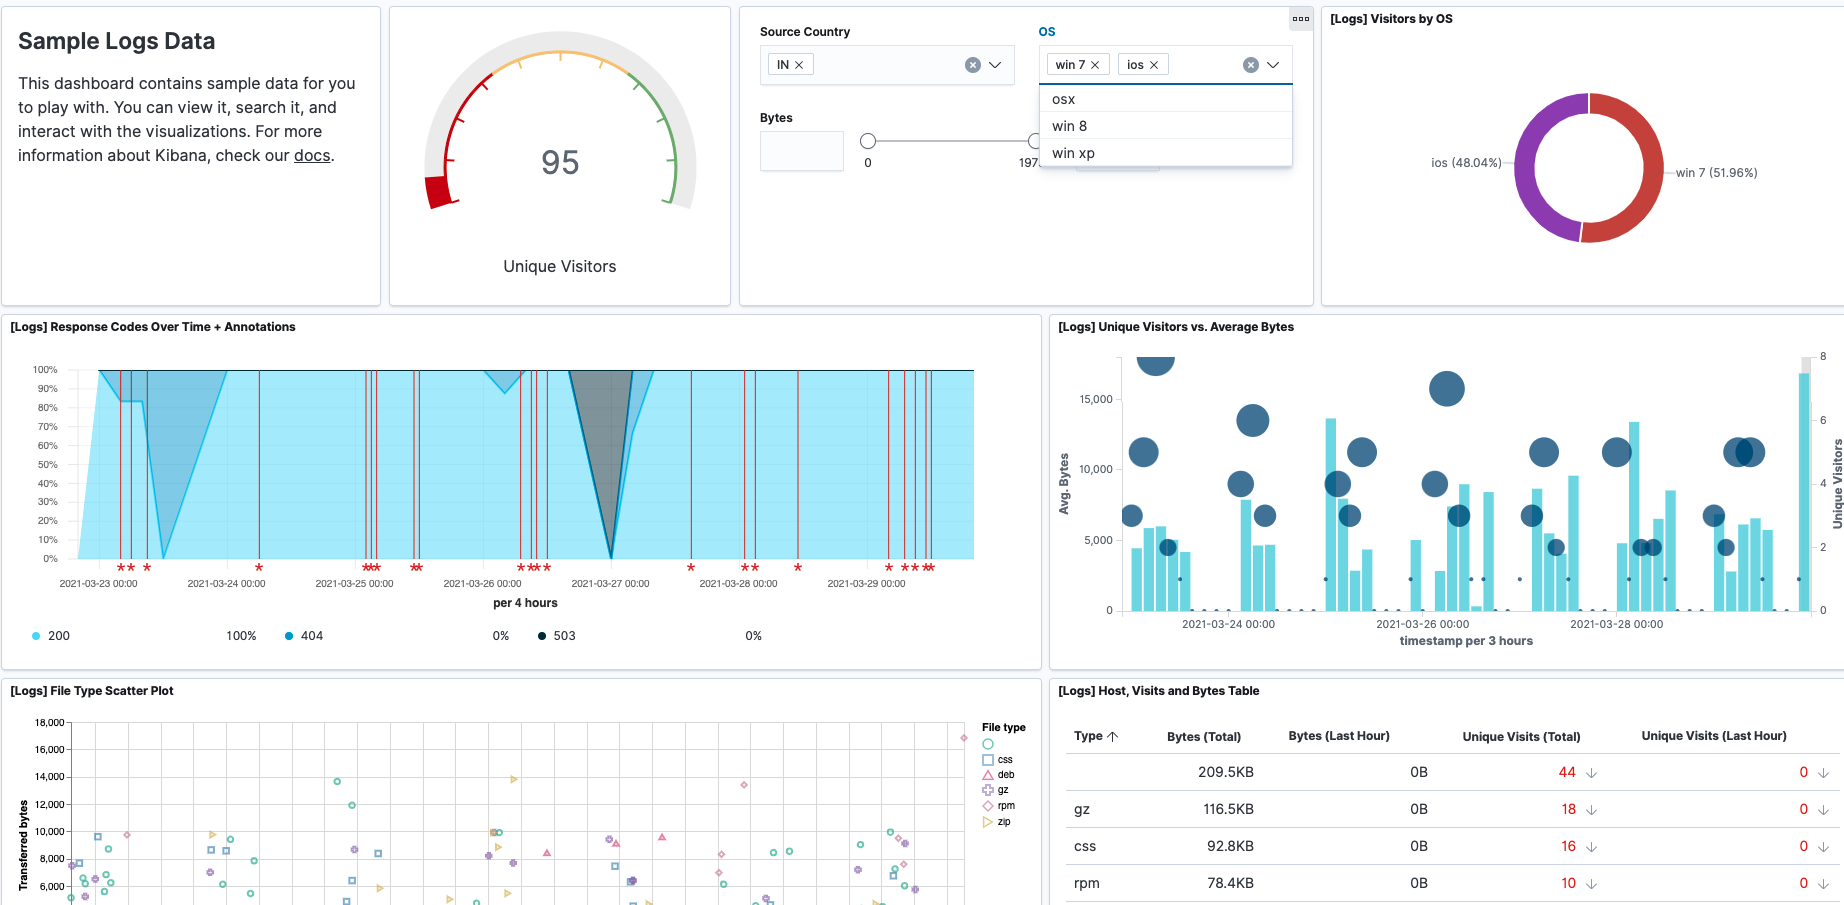 Sample Logs Data
This dashboard contains sample data for you
to play with. You can view it, search it, and
interact with the visualizations. For more
information about Kibana, check our docs.
95
Unique Visitors
Source Country
IN
OS
win 7
ios
osx
win 8
win xp
Bytes
0
197
[Logs] Visitors by OS
ios (48.04%)
win 7 (51.96%)
[Logs] Response Codes Over Time + Annotations
100%
90%
80%
70%
60%
50%
40%
30%
20%
10%
0%
2021-03-23 00:00
2021-03-24 00:00
2021-03-25 00:00
2021-03-26 00:00
2021-03-27 00:00
2021-03-28 00:00
2021-03-29 00:00
per 4 hours
200 100%
404 0%
503 0%
[Logs] Unique Visitors vs. Average Bytes
Avg. Bytes
15,000
10,000
5,000
0
8
6
4
2
0
Unique Visitors
2021-03-24 00:00
2021-03-26 00:00
2021-03-28 00:00
timestamp per 3 hours
[Logs] File Type Scatter Plot
Transferred bytes
18,000
16,000
14,000
12,000
10,000
8,000
6,000
File type
css
deb
gz
rpm
zip
[Logs] Host, Visits and Bytes Table
Type Bytes (Total) Bytes (Last Hour) Unique Visits (Total) Unique Visits (Last Hour)
209.5KB 0B 44 0
gz 116.5KB 0B 18 0
css 92.8KB 0B 16 0
rpm 78.4KB 0B 10 0